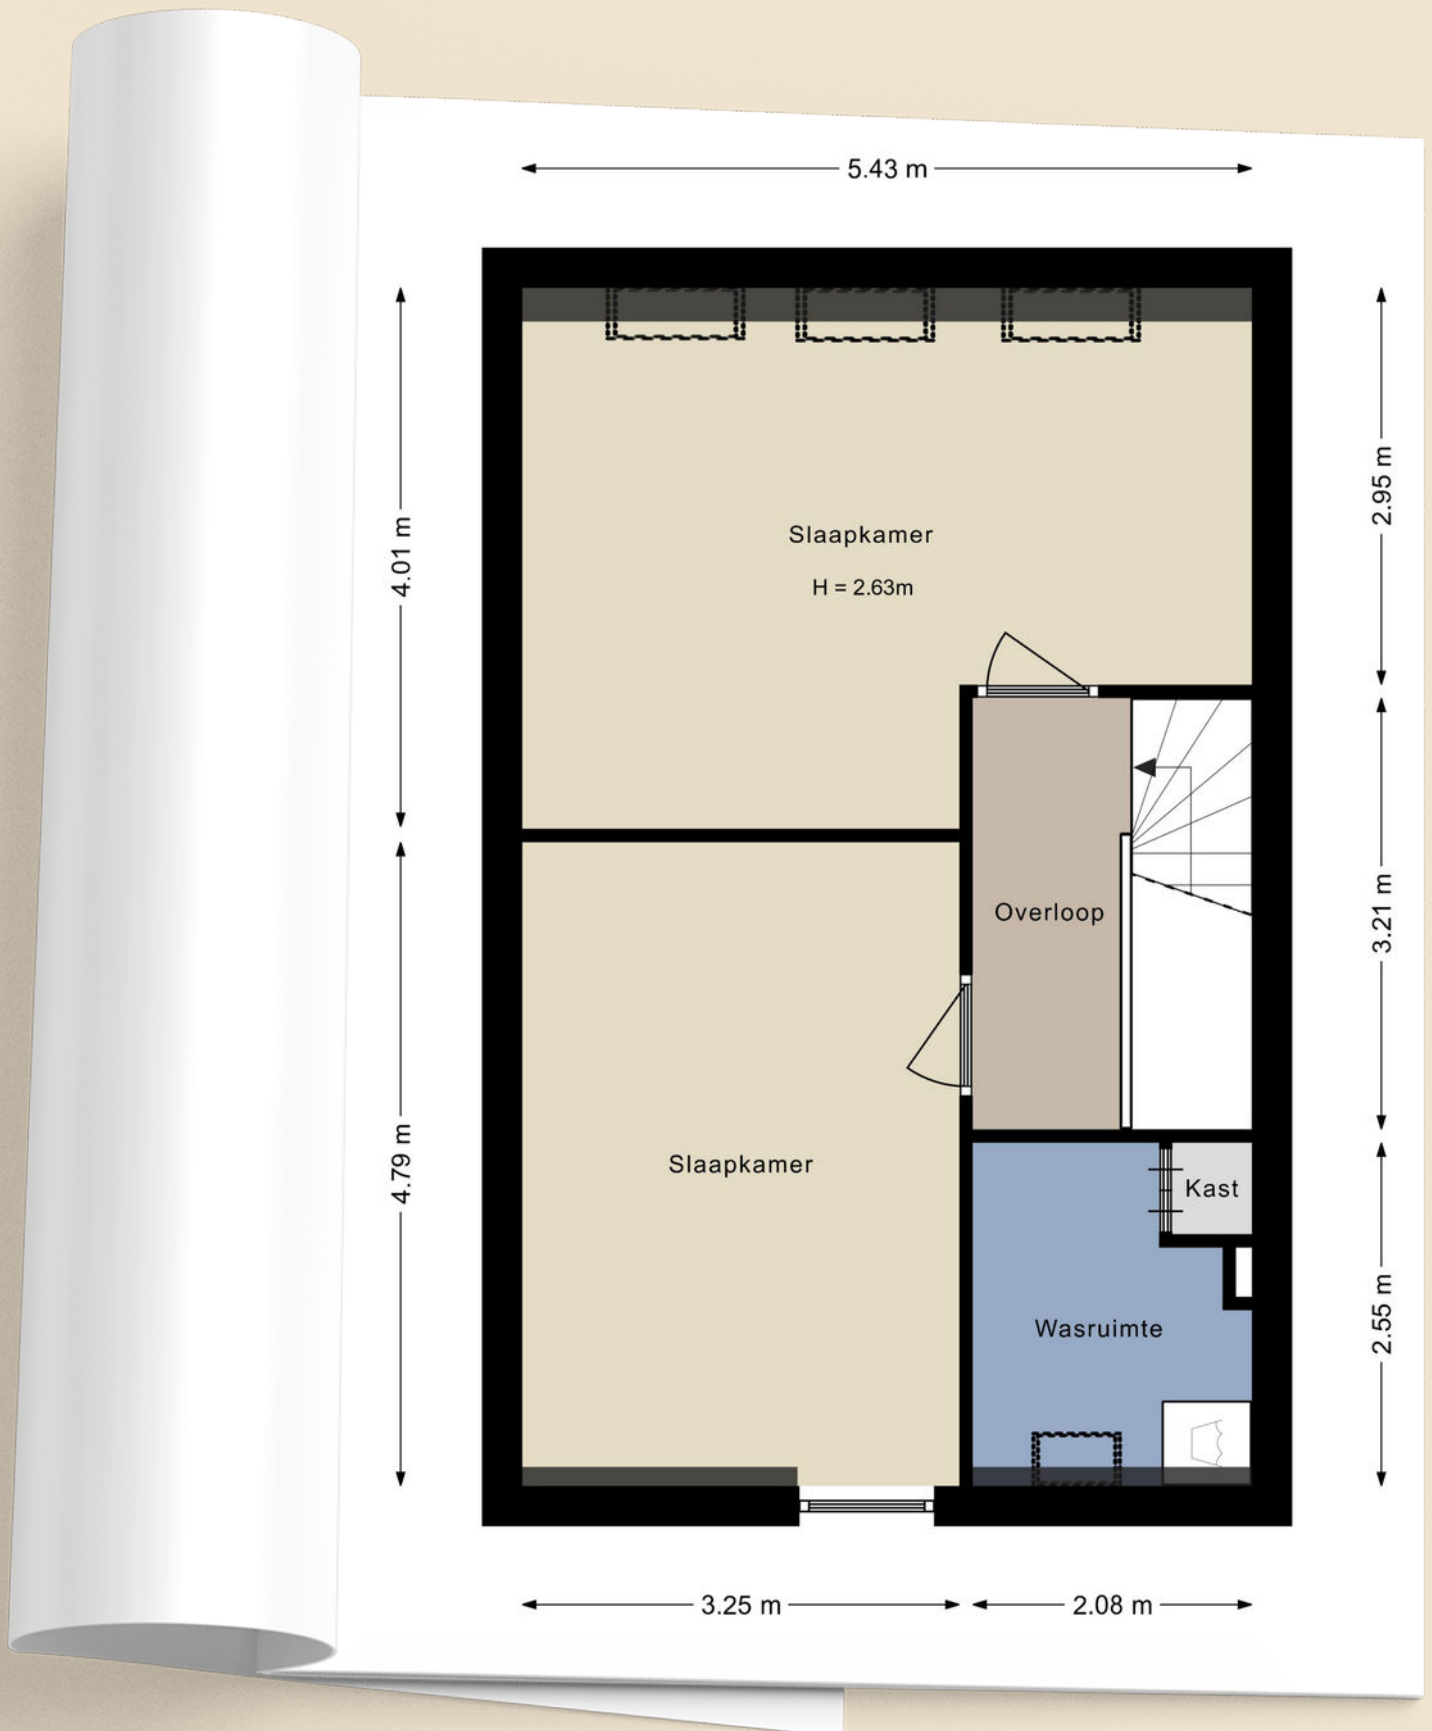 5.43 m
4.01 m
2.95 m
Slaapkamer
H = 2.63m
Overloop
3.21 m
4.79 m
Slaapkamer
Kast
Wasruimte
2.55 m
3.25 m
2.08 m